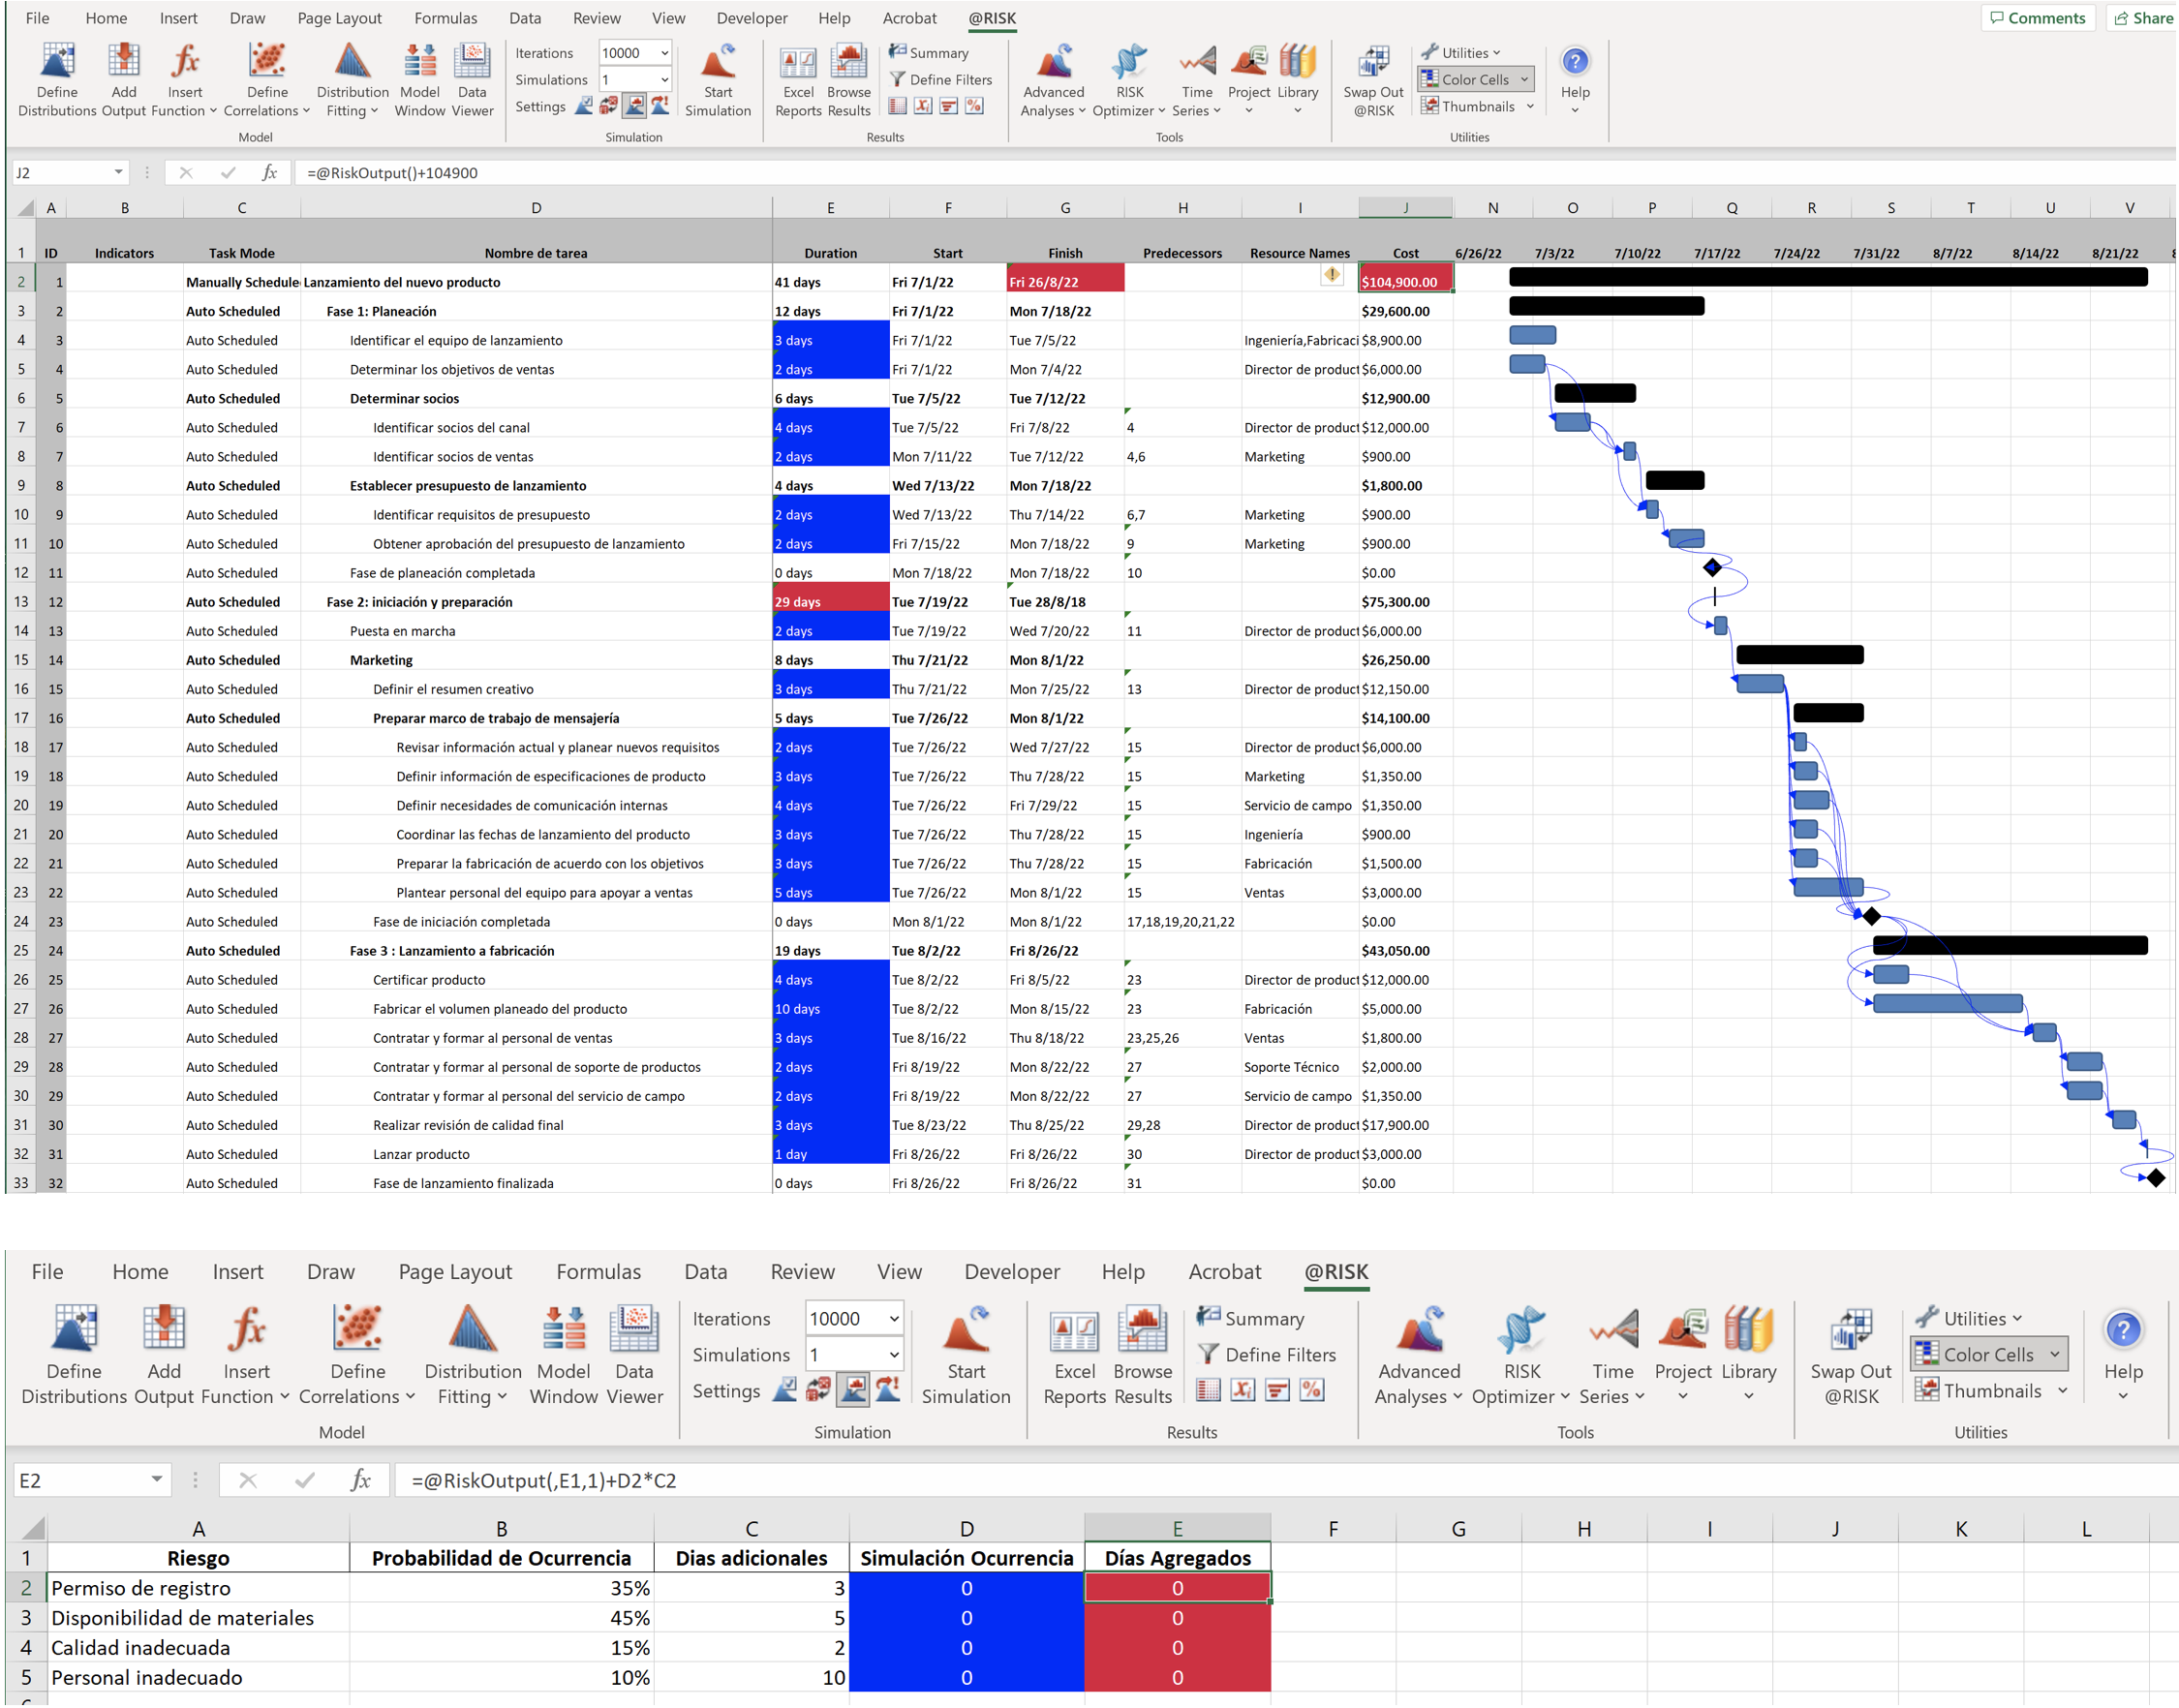 File Home Insert Draw Page Layout Formulas Data Review View Developer Help Acrobat @RISK Comments Share
Define Distributions Add Output Insert Function Define Correlations Distribution Fitting Model Window Data Viewer
Model
Iterations 10000
Simulations 1
Settings
Start Simulation
Simulation
Excel Reports Browse Results Summary
Define Filters
Results
Advanced Analyses RISK Optimizer Time Series Project Library
Tools
Swap Out @RISK Utilities
Color Cells
Thumbnails
Utilities
Help
J2 fx =@RiskOutput()+104900
A B C D E F G H I J N O P Q R S T U V
1 ID Indicators Task Mode Nombre de tarea Duration Start Finish Predecessors Resource Names Cost 6/26/22 7/3/22 7/10/22 7/17/22 7/24/22 7/31/22 8/7/22 8/14/22 8/21/22
2 1 Manually Schedule Lanzamiento del nuevo producto 41 days Fri 7/1/22 Fri 26/8/22 $104,900.00
3 2 Auto Scheduled Fase 1: Planeación 12 days Fri 7/1/22 Mon 7/18/22 $29,600.00
4 3 Auto Scheduled Identificar el equipo de lanzamiento 3 days Fri 7/1/22 Tue 7/5/22 Ingeniería,Fabricaci $8,900.00
5 4 Auto Scheduled Determinar los objetivos de ventas 2 days Fri 7/1/22 Mon 7/4/22 Director de product $6,000.00
6 5 Auto Scheduled Determinar socios 6 days Tue 7/5/22 Tue 7/12/22 $12,900.00
7 6 Auto Scheduled Identificar socios del canal 4 days Tue 7/5/22 Fri 7/8/22 4 Director de product $12,000.00
8 7 Auto Scheduled Identificar socios de ventas 2 days Mon 7/11/22 Tue 7/12/22 4,6 Marketing $900.00
9 8 Auto Scheduled Establecer presupuesto de lanzamiento 4 days Wed 7/13/22 Mon 7/18/22 $1,800.00
10 9 Auto Scheduled Identificar requisitos de presupuesto 2 days Wed 7/13/22 Thu 7/14/22 6,7 Marketing $900.00
11 10 Auto Scheduled Obtener aprobación del presupuesto de lanzamiento 2 days Fri 7/15/22 Mon 7/18/22 9 Marketing $900.00
12 11 Auto Scheduled Fase de planeación completada 0 days Mon 7/18/22 Mon 7/18/22 10 $0.00
13 12 Auto Scheduled Fase 2: iniciación y preparación 29 days Tue 7/19/22 Tue 28/8/18 $75,300.00
14 13 Auto Scheduled Puesta en marcha 2 days Tue 7/19/22 Wed 7/20/22 11 Director de product $6,000.00
15 14 Auto Scheduled Marketing 8 days Thu 7/21/22 Mon 8/1/22 $26,250.00
16 15 Auto Scheduled Definir el resumen creativo 3 days Thu 7/21/22 Mon 7/25/22 13 Director de product $12,150.00
17 16 Auto Scheduled Preparar marco de trabajo de mensajería 5 days Tue 7/26/22 Mon 8/1/22 $14,100.00
18 17 Auto Scheduled Revisar información actual y planear nuevos requisitos 2 days Tue 7/26/22 Wed 7/27/22 15 Director de product $6,000.00
19 18 Auto Scheduled Definir información de especificaciones de producto 3 days Tue 7/26/22 Thu 7/28/22 15 Marketing $1,350.00
20 19 Auto Scheduled Definir necesidades de comunicación internas 4 days Tue 7/26/22 Fri 7/29/22 15 Servicio de campo $1,350.00
21 20 Auto Scheduled Coordinar las fechas de lanzamiento del producto 3 days Tue 7/26/22 Thu 7/28/22 15 Ingeniería $900.00
22 21 Auto Scheduled Preparar la fabricación de acuerdo con los objetivos 3 days Tue 7/26/22 Thu 7/28/22 15 Fabricación $1,500.00
23 22 Auto Scheduled Plantear personal del equipo para apoyar a ventas 5 days Tue 7/26/22 Mon 8/1/22 15 Ventas $3,000.00
24 23 Auto Scheduled Fase de iniciación completada 0 days Mon 8/1/22 Mon 8/1/22 17,18,19,20,21,22 $0.00
25 24 Auto Scheduled Fase 3 : Lanzamiento a fabricación 19 days Tue 8/2/22 Fri 8/26/22 $43,050.00
26 25 Auto Scheduled Certificar producto 4 days Tue 8/2/22 Fri 8/5/22 23 Director de product $12,000.00
27 26 Auto Scheduled Fabricar el volumen planeado del producto 10 days Tue 8/2/22 Mon 8/15/22 23 Fabricación $5,000.00
28 27 Auto Scheduled Contratar y formar al personal de ventas 3 days Tue 8/16/22 Thu 8/18/22 23,25,26 Ventas $1,800.00
29 28 Auto Scheduled Contratar y formar al personal de soporte de productos 2 days Fri 8/19/22 Mon 8/22/22 27 Soporte Técnico $2,000.00
30 29 Auto Scheduled Contratar y formar al personal del servicio de campo 2 days Fri 8/19/22 Mon 8/22/22 27 Servicio de campo $1,350.00
31 30 Auto Scheduled Realizar revisión de calidad final 3 days Tue 8/23/22 Thu 8/25/22 29,28 Director de product $17,900.00
32 31 Auto Scheduled Lanzar producto 1 day Fri 8/26/22 Fri 8/26/22 30 Director de product $3,000.00
33 32 Auto Scheduled Fase de lanzamiento finalizada 0 days Fri 8/26/22 Fri 8/26/22 31 $0.00
File Home Insert Draw Page Layout Formulas Data Review View Developer Help Acrobat @RISK
Define Distributions Add Output Insert Function Define Correlations Distribution Fitting Model Window Data Viewer
Model
Iterations 10000
Simulations 1
Settings
Start Simulation
Simulation
Excel Reports Browse Results Summary
Define Filters
Results
Advanced Analyses RISK Optimizer Time Series Project Library
Tools
Swap Out @RISK Utilities
Color Cells
Thumbnails
Utilities
Help
E2 fx =@RiskOutput(,E1,1)+D2*C2
A B C D E F G H I J K L
1 Riesgo Probabilidad de Ocurrencia Dias adicionales Simulación Ocurrencia Días Agregados
2 Permiso de registro 35% 3 0 0
3 Disponibilidad de materiales 45% 5 0 0
4 Calidad inadecuada 15% 2 0 0
5 Personal inadecuado 10% 10 0 0